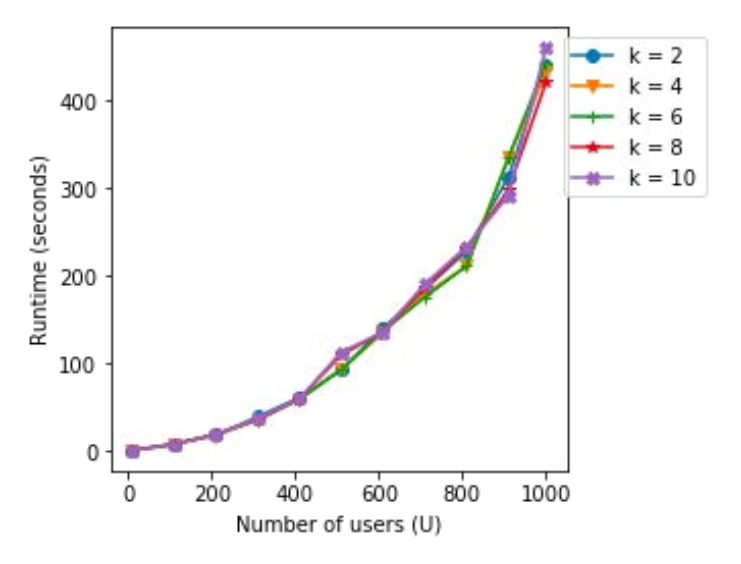 k = 2
k = 4
k = 6
k = 8
k = 10
400
300
200
100
0
Runtime (seconds)
0 200 400 600 800 1000
Number of users (U)